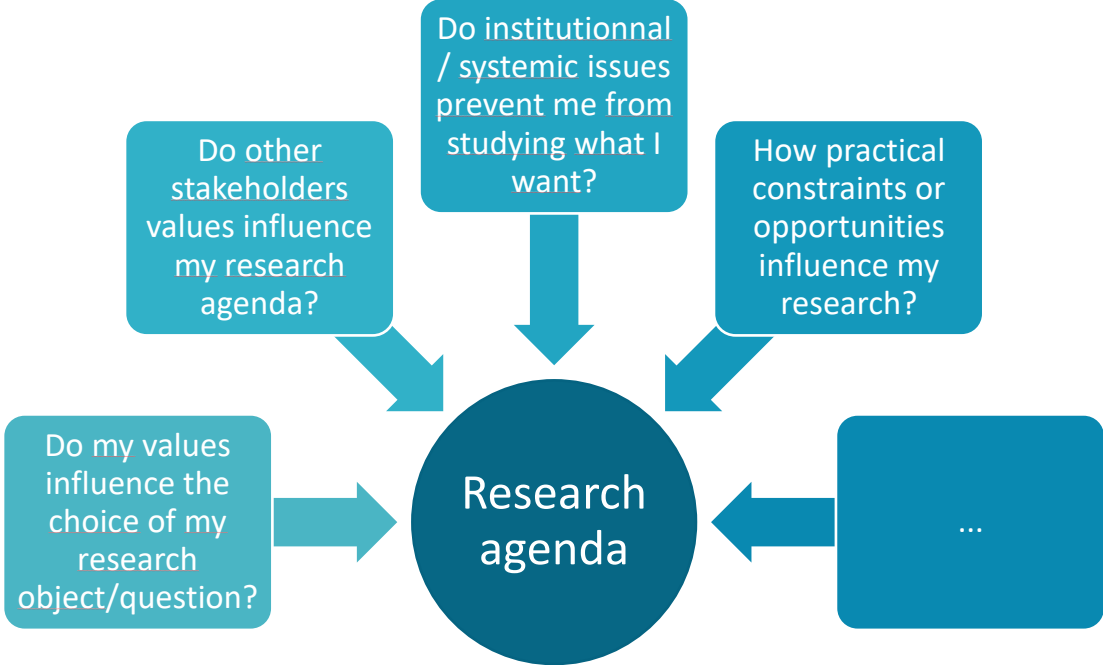 Do my values
influence the
choice of my
research
object/question?
Do other
stakeholders
values influence
my research
agenda?
Do institutionnal
/ systemic issues
prevent me from
studying what I
want?
How practical
constraints or
opportunities
influence my
research?
...
Research
agenda